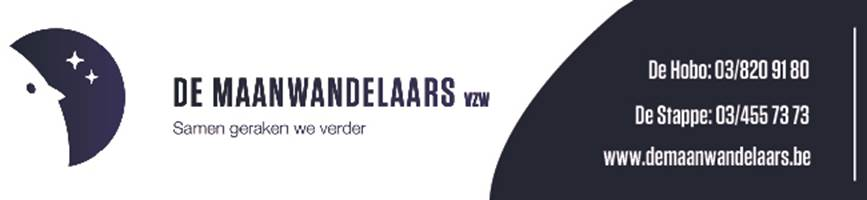 DE MAANWANDELAARS VZW
Samen geraken we verder
De Hobo: 03/820 91 80
De Stappe: 03/455 73 73
www.demaanwandelaars.be